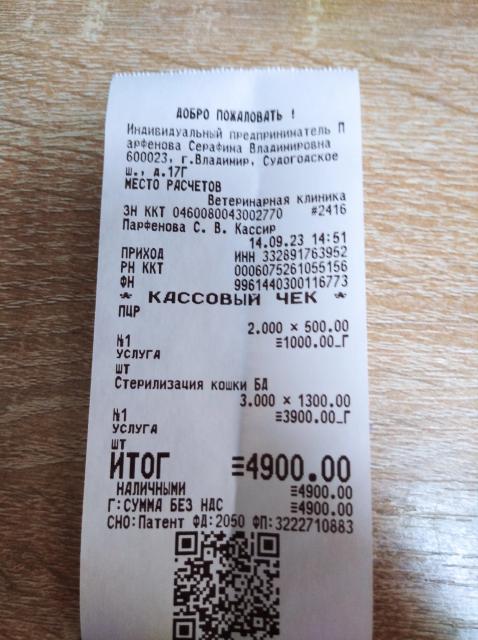 ДОБРО ПОЖАЛОВАТЬ !
Индивидуальный предприниматель П
арфенова Серафина Владимировна
600023, г.Владимир, Судогодское
ш., д.17Г
МЕСТО РАСЧЕТОВ
Ветеринарная клиника
ЗН ККТ 0460080043002770 #2416
Парфенова С. В. Кассир
14.09.23 14:51
ПРИХОД ИНН 332891763952
РН ККТ 0006075261055156
ФН 9961440300116773
* КАССОВЫЙ ЧЕК *
ПЦР
2.000 × 500.00
№1 ≡1000.00_Г
УСЛУГА
ШТ
Стерилизация кошки БД
3.000 × 1300.00
№1 ≡3900.00_Г
УСЛУГА
ШТ
ИТОГ ≡4900.00
НАЛИЧНЫМИ ≡4900.00
Г:СУММА БЕЗ НДС ≡4900.00
СНО:Патент ФД:2050 ФП:3222710883